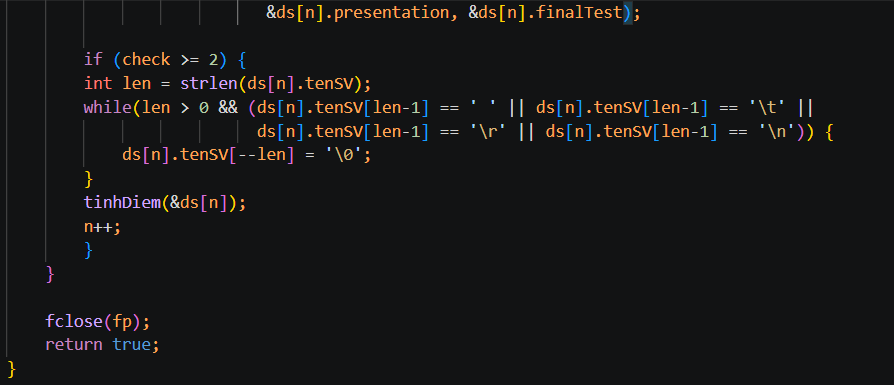 &ds[n].presentation, &ds[n].finalTest);
if (check >= 2) {
int len = strlen(ds[n].tenSV);
while(len > 0 && (ds[n].tenSV[len-1] == ' ' || ds[n].tenSV[len-1] == '\t' ||
ds[n].tenSV[len-1] == '\r' || ds[n].tenSV[len-1] == '\n')) {
ds[n].tenSV[--len] = '\0';
}
tinhDiem(&ds[n]);
n++;
}
}
fclose(fp);
return true;
}